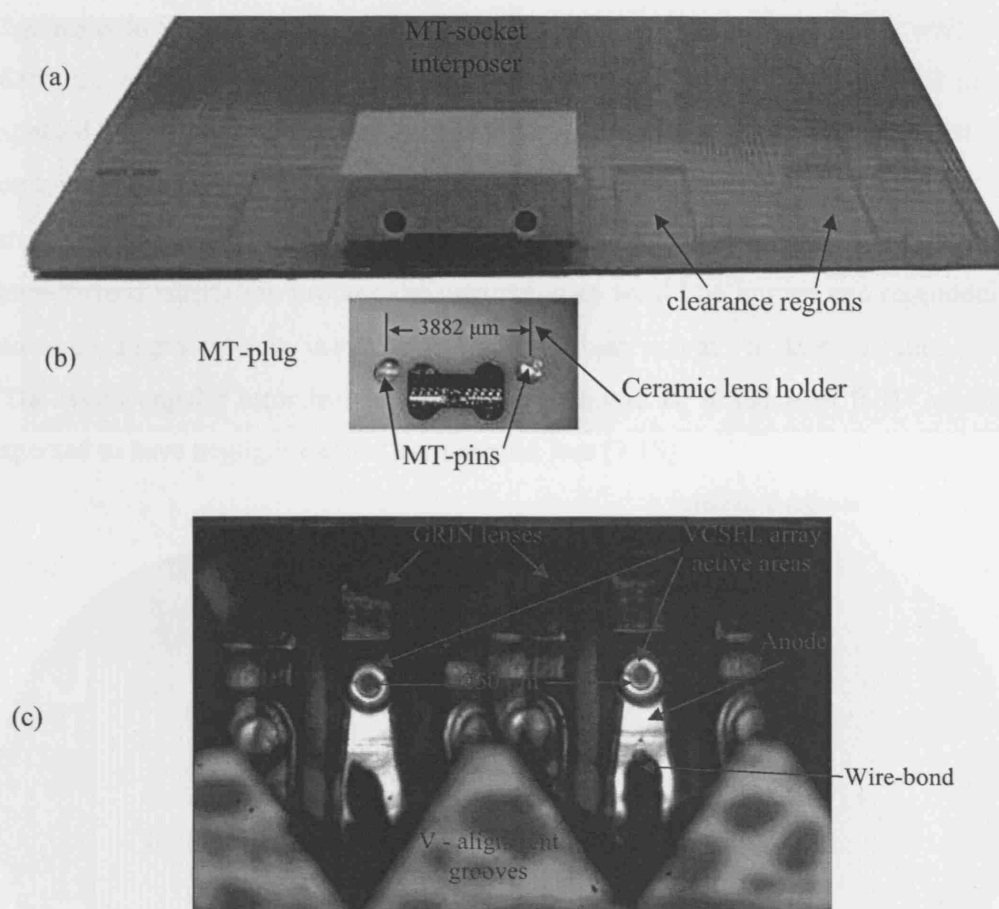 MT-socket
interposer
(a)
clearance regions
3882 µm
(b)
MT-plug
Ceramic lens holder
MT-pins
GRIN lenses
VCSEL array
active areas
Anode
(c)
Wire-bond
grooves